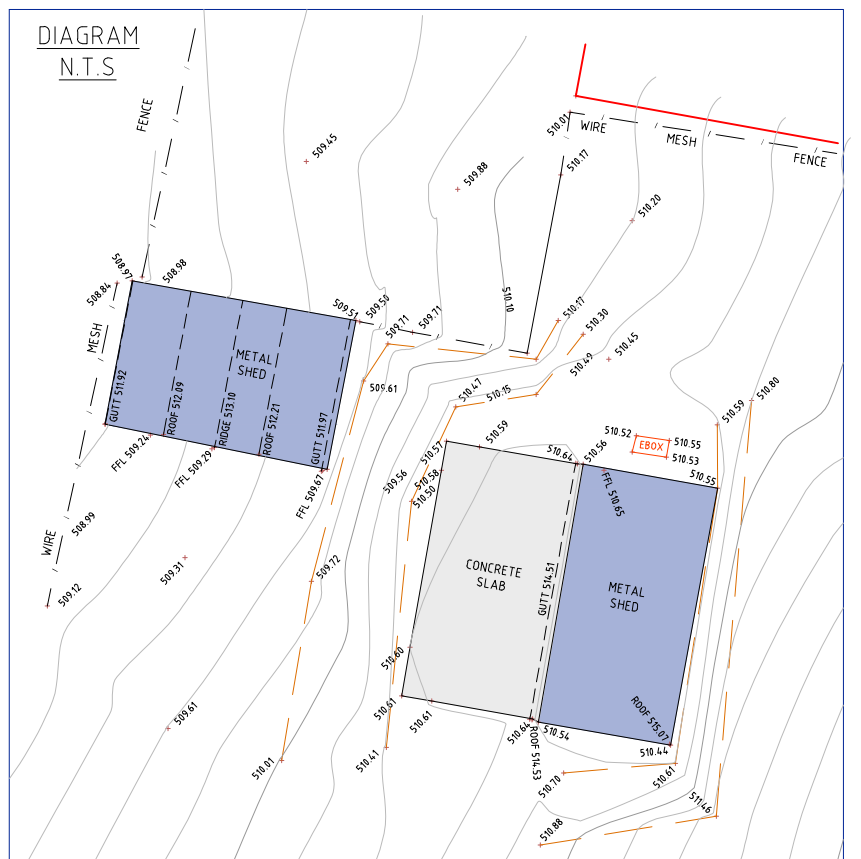 DIAGRAM
N.T.S
FENCE
510.01
WIRE
MESH
FENCE
509.45
509.88
510.17
510.20
508.97
508.98
508.84
510.10
509.51
509.50
509.71
509.71
510.17
510.30
MESH
METAL
SHED
GUTT 511.92
ROOF 512.09
RIDGE 513.10
ROOF 512.21
GUTT 511.97
509.61
510.49
510.45
510.47
510.15
510.59
510.80
FFL 509.24
FFL 509.29
FFL 509.67
509.56
510.57
510.58
510.50
510.59
510.64
510.56
510.52
EBOX
510.55
510.53
510.55
FFL 510.65
WIRE
508.99
509.12
509.31
509.72
CONCRETE
SLAB
GUTT 514.51
METAL
SHED
510.60
510.61
510.61
509.61
510.01
510.41
510.64
ROOF 514.53
510.54
ROOF 515.07
510.44
510.70
510.61
511.46
510.88